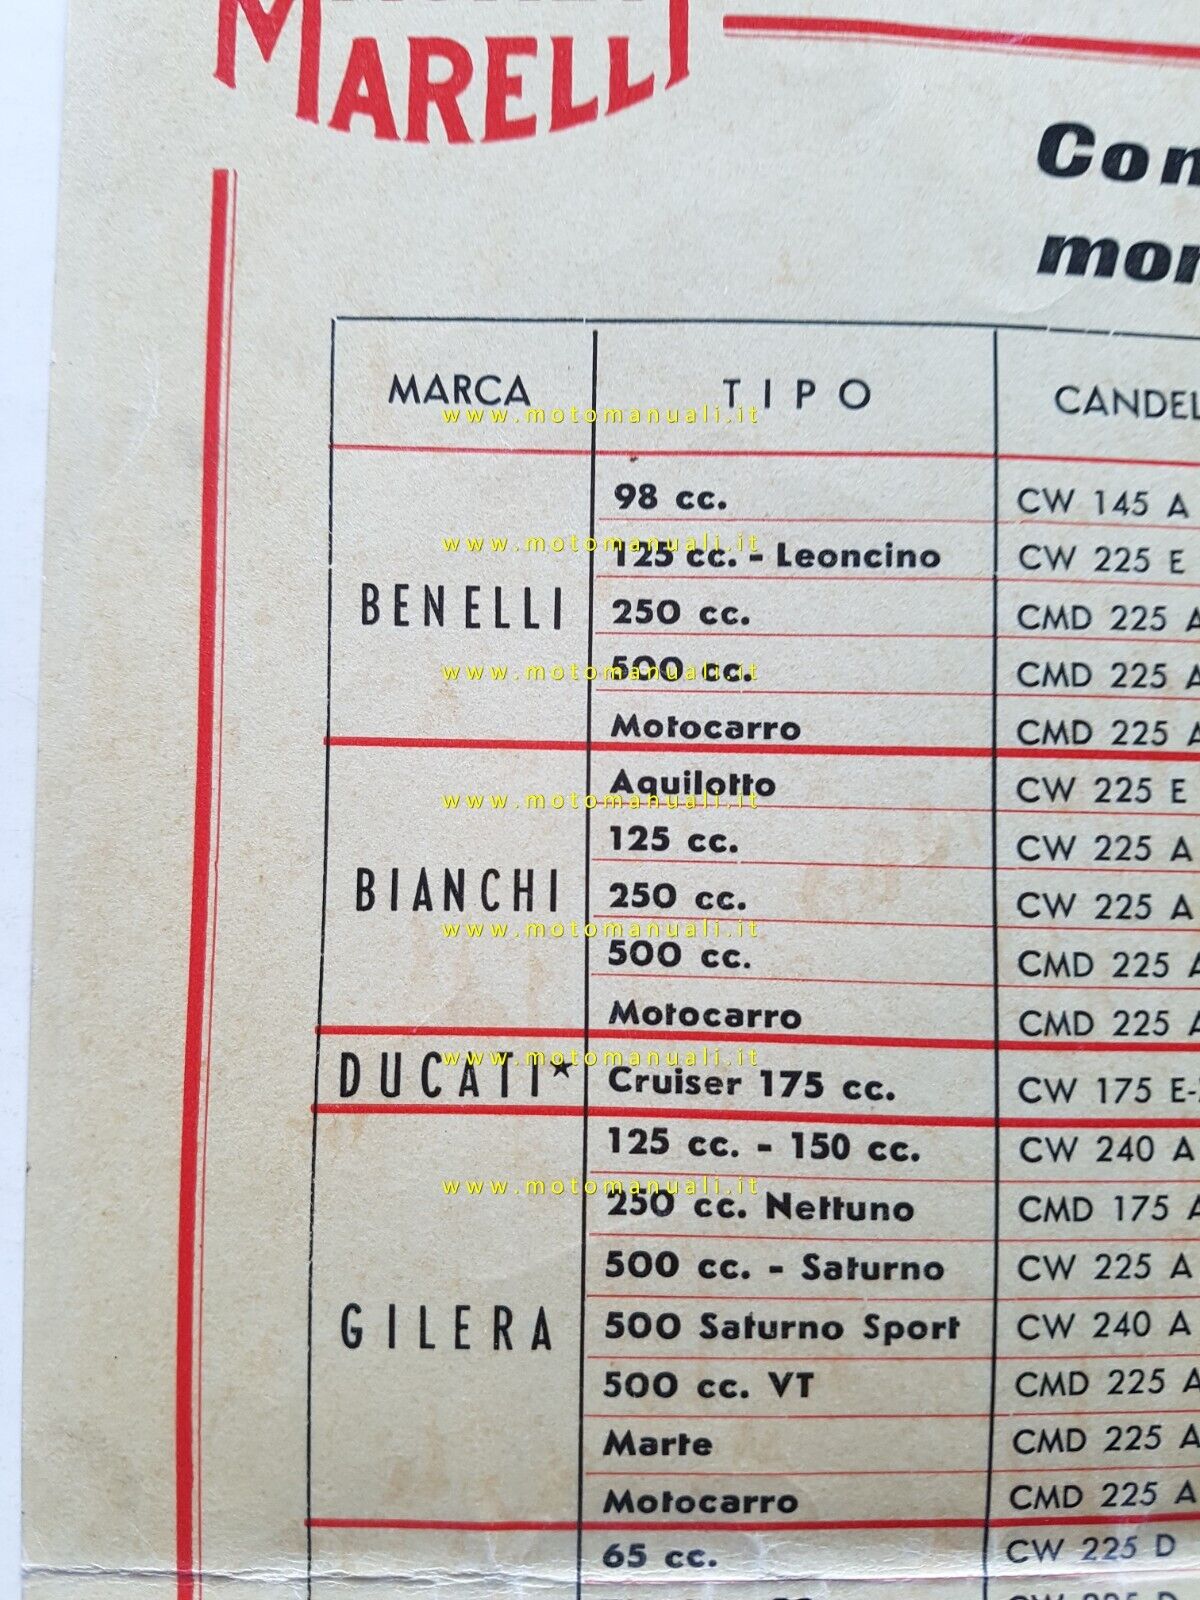 MARELLI
MARCA TIPO
BENELLI
98 cc. CW 145 A
125 cc. - Leoncino CW 225 E
250 cc. CMD 225 A
500 cc. CMD 225 A
Motocarro CMD 225 A
BIANCHI
Aquilotto CW 225 E
125 cc. CW 225 A
250 cc. CW 225 A
500 cc. CMD 225 A
Motocarro CMD 225 A
DUCATI* Cruiser 175 cc. CW 175
GILERA
125 cc. - 150 cc. CW 240 A
250 cc. Nettuno CMD 175 A
500 cc. - Saturno CW 225 A
500 Saturno Sport CW 240 A
500 cc. VT CMD 225 A
Marte CMD 225 A
Motocarro CMD 225 A
65 cc. CW 225 D
www.motomanuali.it
www.motomanuali.it
www.motomanuali.it
www.motomanuali.it
www.motomanuali.it
www.motomanuali.it
www.motomanuali.it